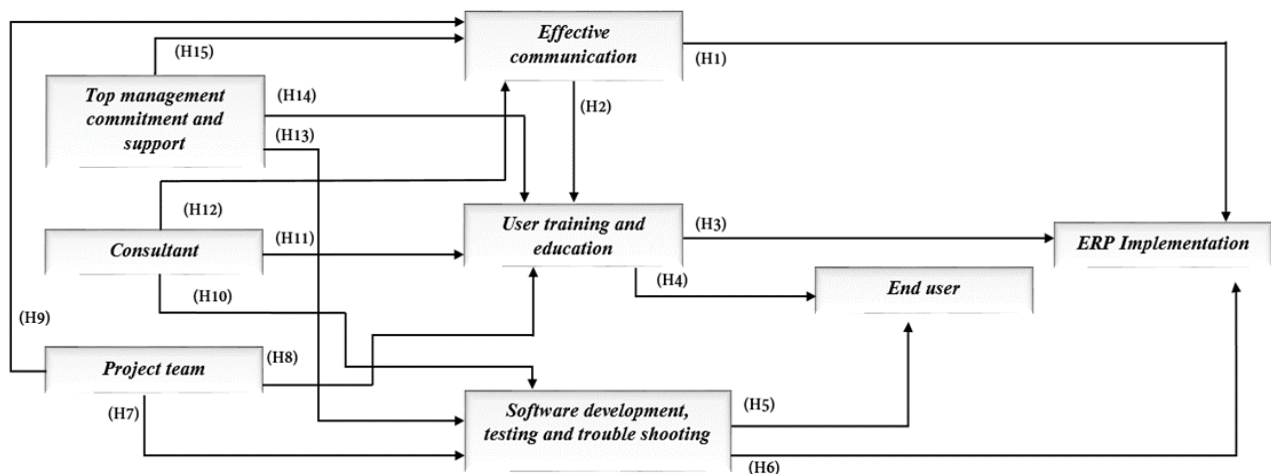 Effective
communication
(H15)
(H1)
Top management
commitment and
support
(H14)
(H2)
(H13)
(H12)
User training and
education
(H3)
Consultant
(H11)
ERP Implementation
(H4)
End user
(H10)
(H9)
Project team
(H8)
(H7)
Software development,
testing and trouble shooting
(H5)
(H6)